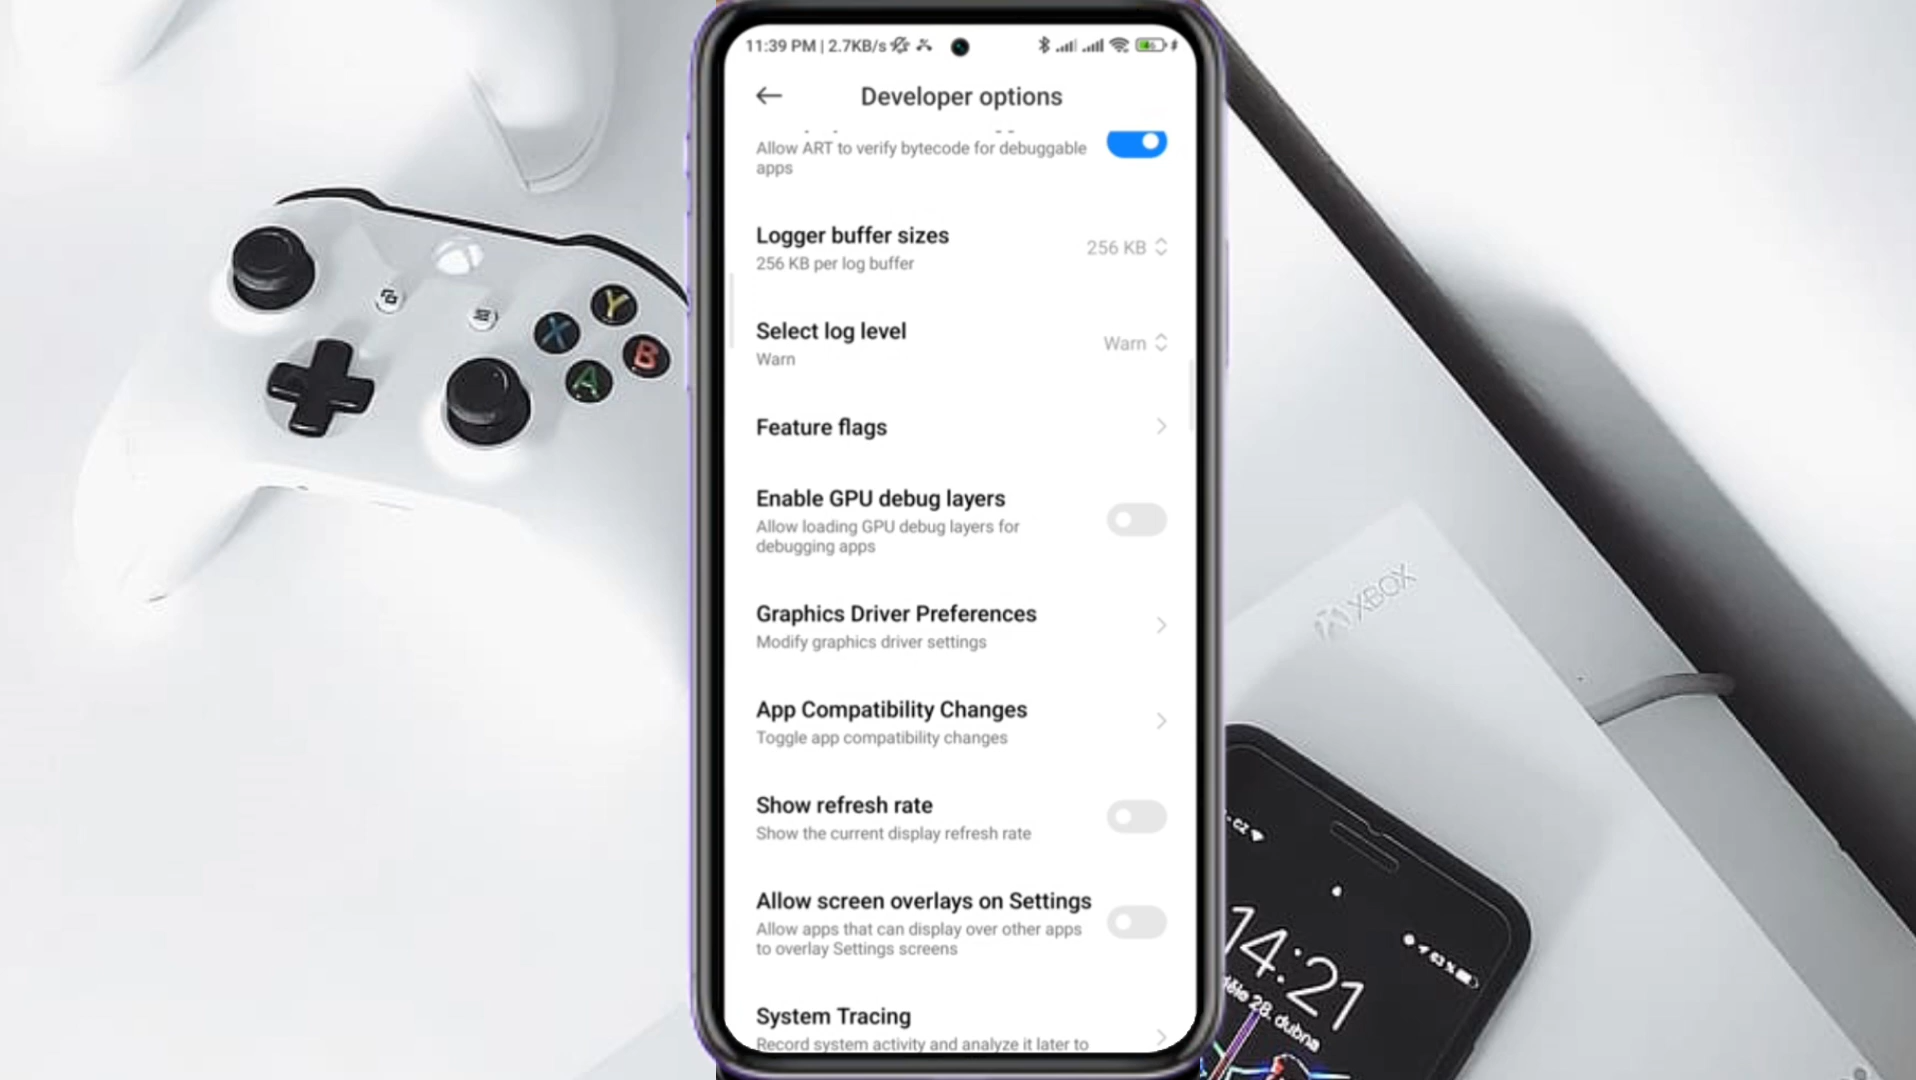 11:39 PM | 2.7KB/s
Developer options
Allow ART to verify bytecode for debuggable
apps
Logger buffer sizes
256 KB per log buffer
256 KB
Select log level
Warn
Warn
Feature flags
Enable GPU debug layers
Allow loading GPU debug layers for
debugging apps
Graphics Driver Preferences
Modify graphics driver settings
App Compatibility Changes
Toggle app compatibility changes
Show refresh rate
Show the current display refresh rate
Allow screen overlays on Settings
Allow apps that can display over other apps
to overlay Settings screens
System Tracing
Record system activity and analyze it later to
Y
X
B
A
XBOX
CZ
63 %
14:21
28. dubna